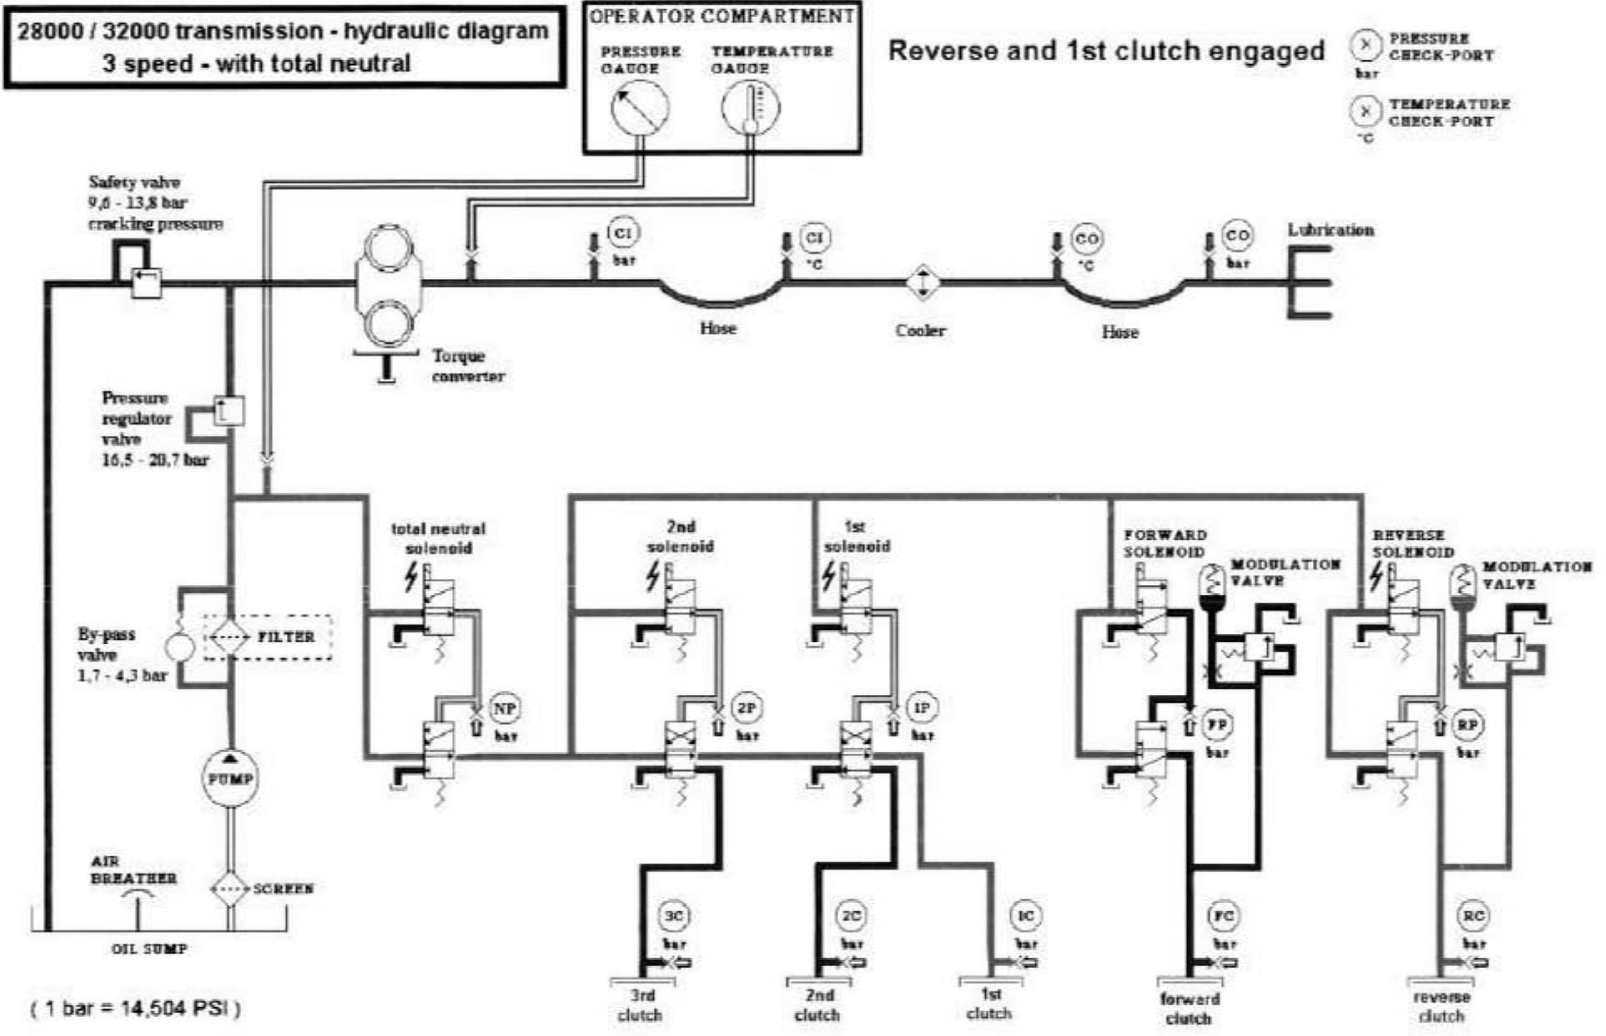 28000 / 32000 transmission - hydraulic diagram
3 speed - with total neutral
OPERATOR COMPARTMENT
PRESSURE
GAUGE
TEMPERATURE
GAUGE
Reverse and 1st clutch engaged
PRESSURE
CHECK-PORT
bar
TEMPERATURE
CHECK-PORT
°C
Safety valve
9,6 - 13,8 bar
cracking pressure
CI
bar
CI
°C
CO
°C
CO
bar
Lubrication
Hose
Cooler
Hose
Torque
converter
Pressure
regulator
valve
16,5 - 20,7 bar
total neutral
solenoid
2nd
solenoid
1st
solenoid
FORWARD
SOLENOID
MODULATION
VALVE
REVERSE
SOLENOID
MODULATION
VALVE
By-pass
valve
1,7 - 4,3 bar
FILTER
NP
bar
2P
bar
1P
bar
FP
bar
RP
bar
PUMP
AIR
BREATHER
SCREEN
OIL SUMP
3C
bar
2C
bar
1C
bar
FC
bar
RC
bar
3rd
clutch
2nd
clutch
1st
clutch
forward
clutch
reverse
clutch
( 1 bar = 14,504 PSI )